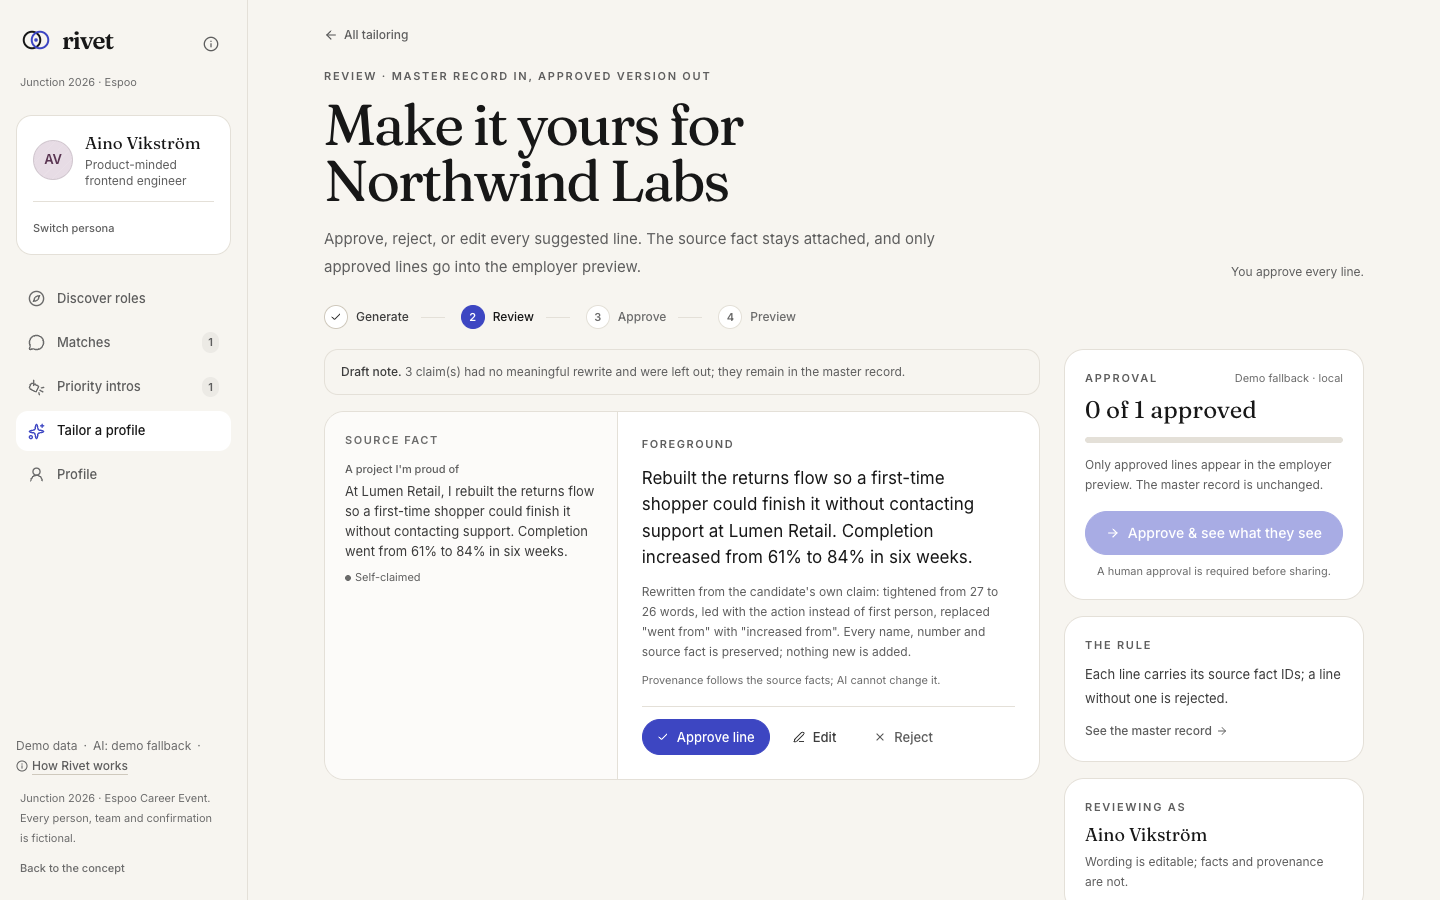 rivet
Junction 2026 · Espoo
AV
Aino Vikström
Product-minded
frontend engineer
Switch persona
Discover roles
Matches 1
Priority intros 1
Tailor a profile
Profile
Demo data · AI: demo fallback ·
How Rivet works
Junction 2026 · Espoo Career Event.
Every person, team and confirmation
is fictional.
Back to the concept
← All tailoring
REVIEW · MASTER RECORD IN, APPROVED VERSION OUT
Make it yours for
Northwind Labs
Approve, reject, or edit every suggested line. The source fact stays attached, and only
approved lines go into the employer preview.
You approve every line.
Generate
2 Review
3 Approve
4 Preview
Draft note. 3 claim(s) had no meaningful rewrite and were left out; they remain in the master record.
SOURCE FACT
A project I'm proud of
At Lumen Retail, I rebuilt the returns flow
so a first-time shopper could finish it
without contacting support. Completion
went from 61% to 84% in six weeks.
Self-claimed
FOREGROUND
Rebuilt the returns flow so a first-time
shopper could finish it without contacting
support at Lumen Retail. Completion
increased from 61% to 84% in six weeks.
Rewritten from the candidate's own claim: tightened from 27 to
26 words, led with the action instead of first person, replaced
"went from" with "increased from". Every name, number and
source fact is preserved; nothing new is added.
Provenance follows the source facts; AI cannot change it.
Approve line
Edit
Reject
APPROVAL
Demo fallback · local
0 of 1 approved
Only approved lines appear in the employer
preview. The master record is unchanged.
→ Approve & see what they see
A human approval is required before sharing.
THE RULE
Each line carries its source fact IDs; a line
without one is rejected.
See the master record →
REVIEWING AS
Aino Vikström
Wording is editable; facts and provenance
are not.